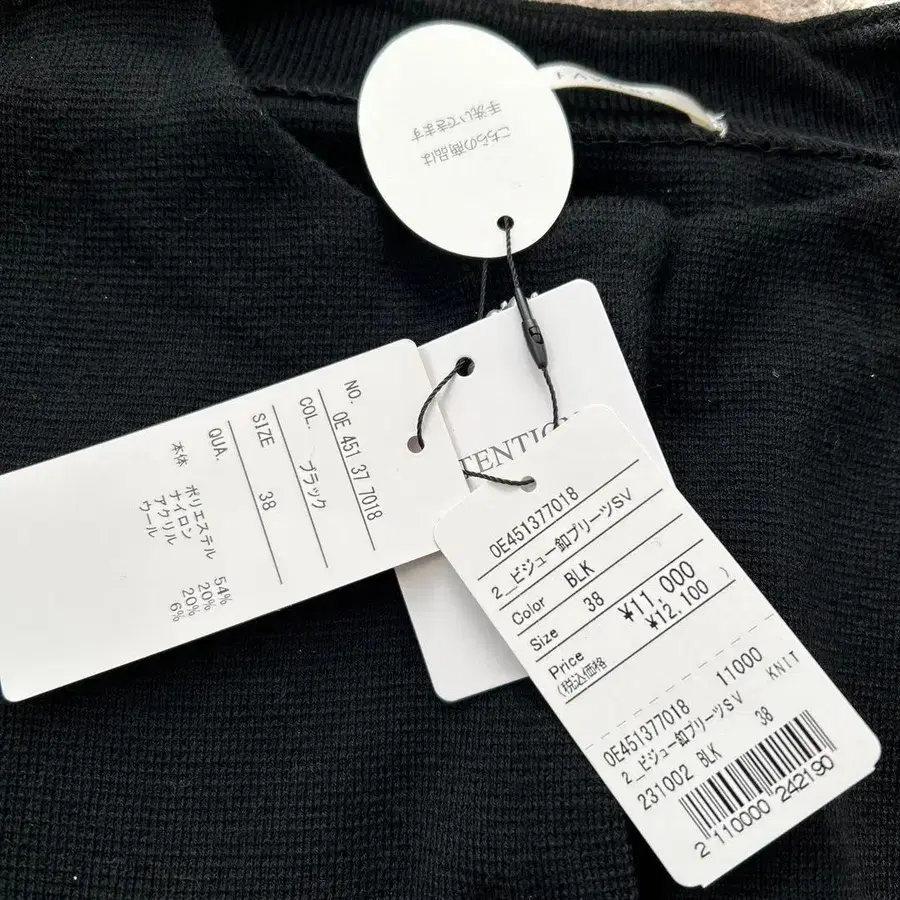 こちらの商品は
手洗いできます
NO. 0E 451 37 7018
COL. ブラック
SIZE 38
QUA.
本体 ポリエステル 54%
ナイロン 20%
アクリル 20%
ウール 6%
TENTION
0E451377018
2_ビジュー釦プリーツSV
Color BLK
Size 38
Price ¥11,000
(税込価格 ¥12,100)
0E451377018 11000
2_ビジュー釦プリーツSV KNIT
231002 BLK 38
2 110000 242190